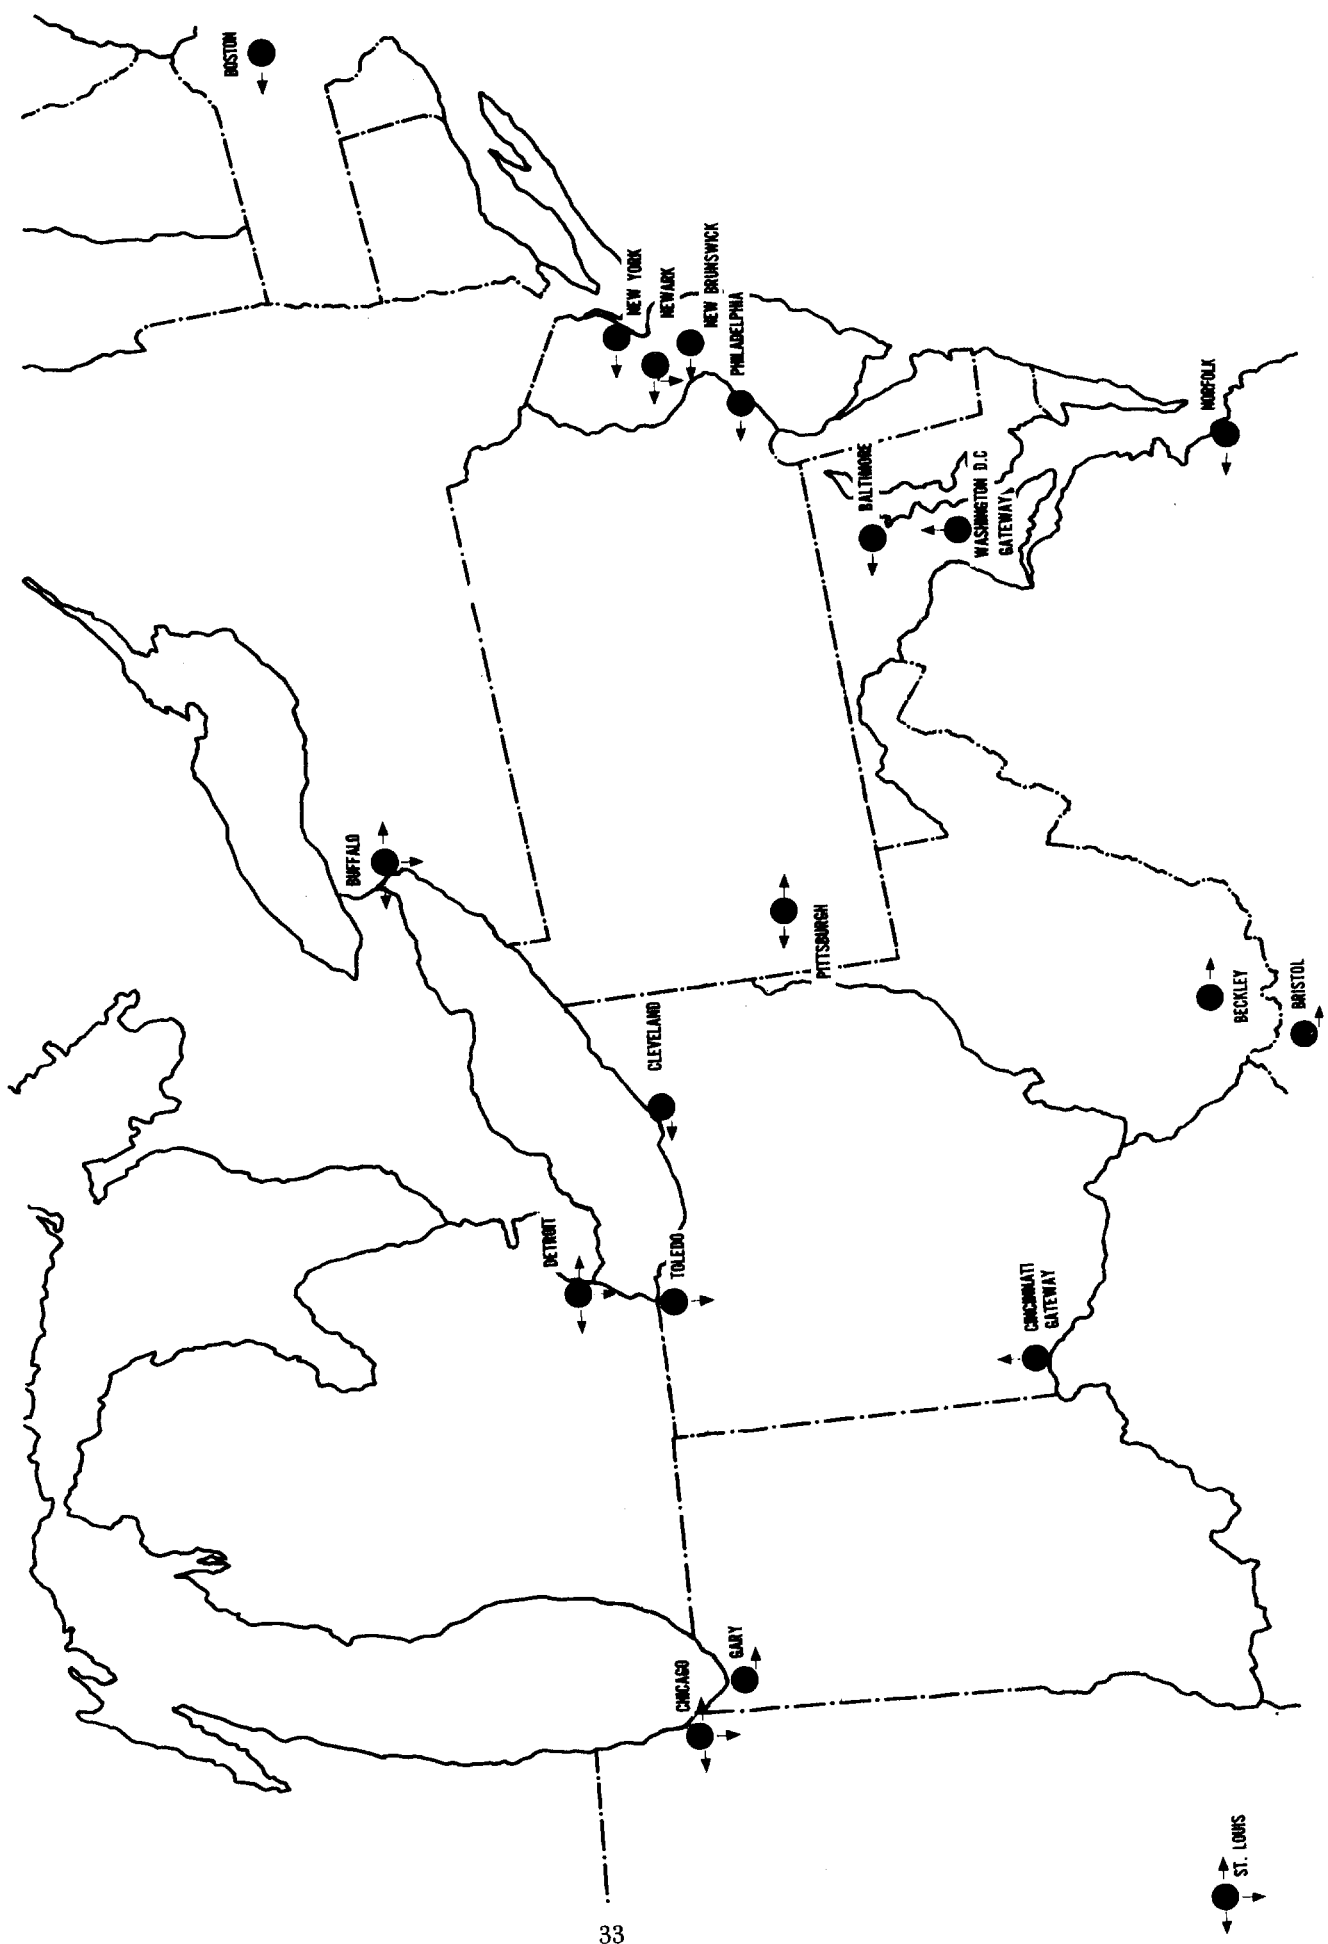 BOSTON
NEW YORK
NEWARK
NEW BRUNSWICK
PHILADELPHIA
BUFFALO
BALTIMORE
WASHINGTON D.C
GATEWAY
NORFOLK
PITTSBURGH
CLEVELAND
DETROIT
TOLEDO
BECKLEY
BRISTOL
CINCINNATI
GATEWAY
CHICAGO
GARY
ST. LOUIS
33